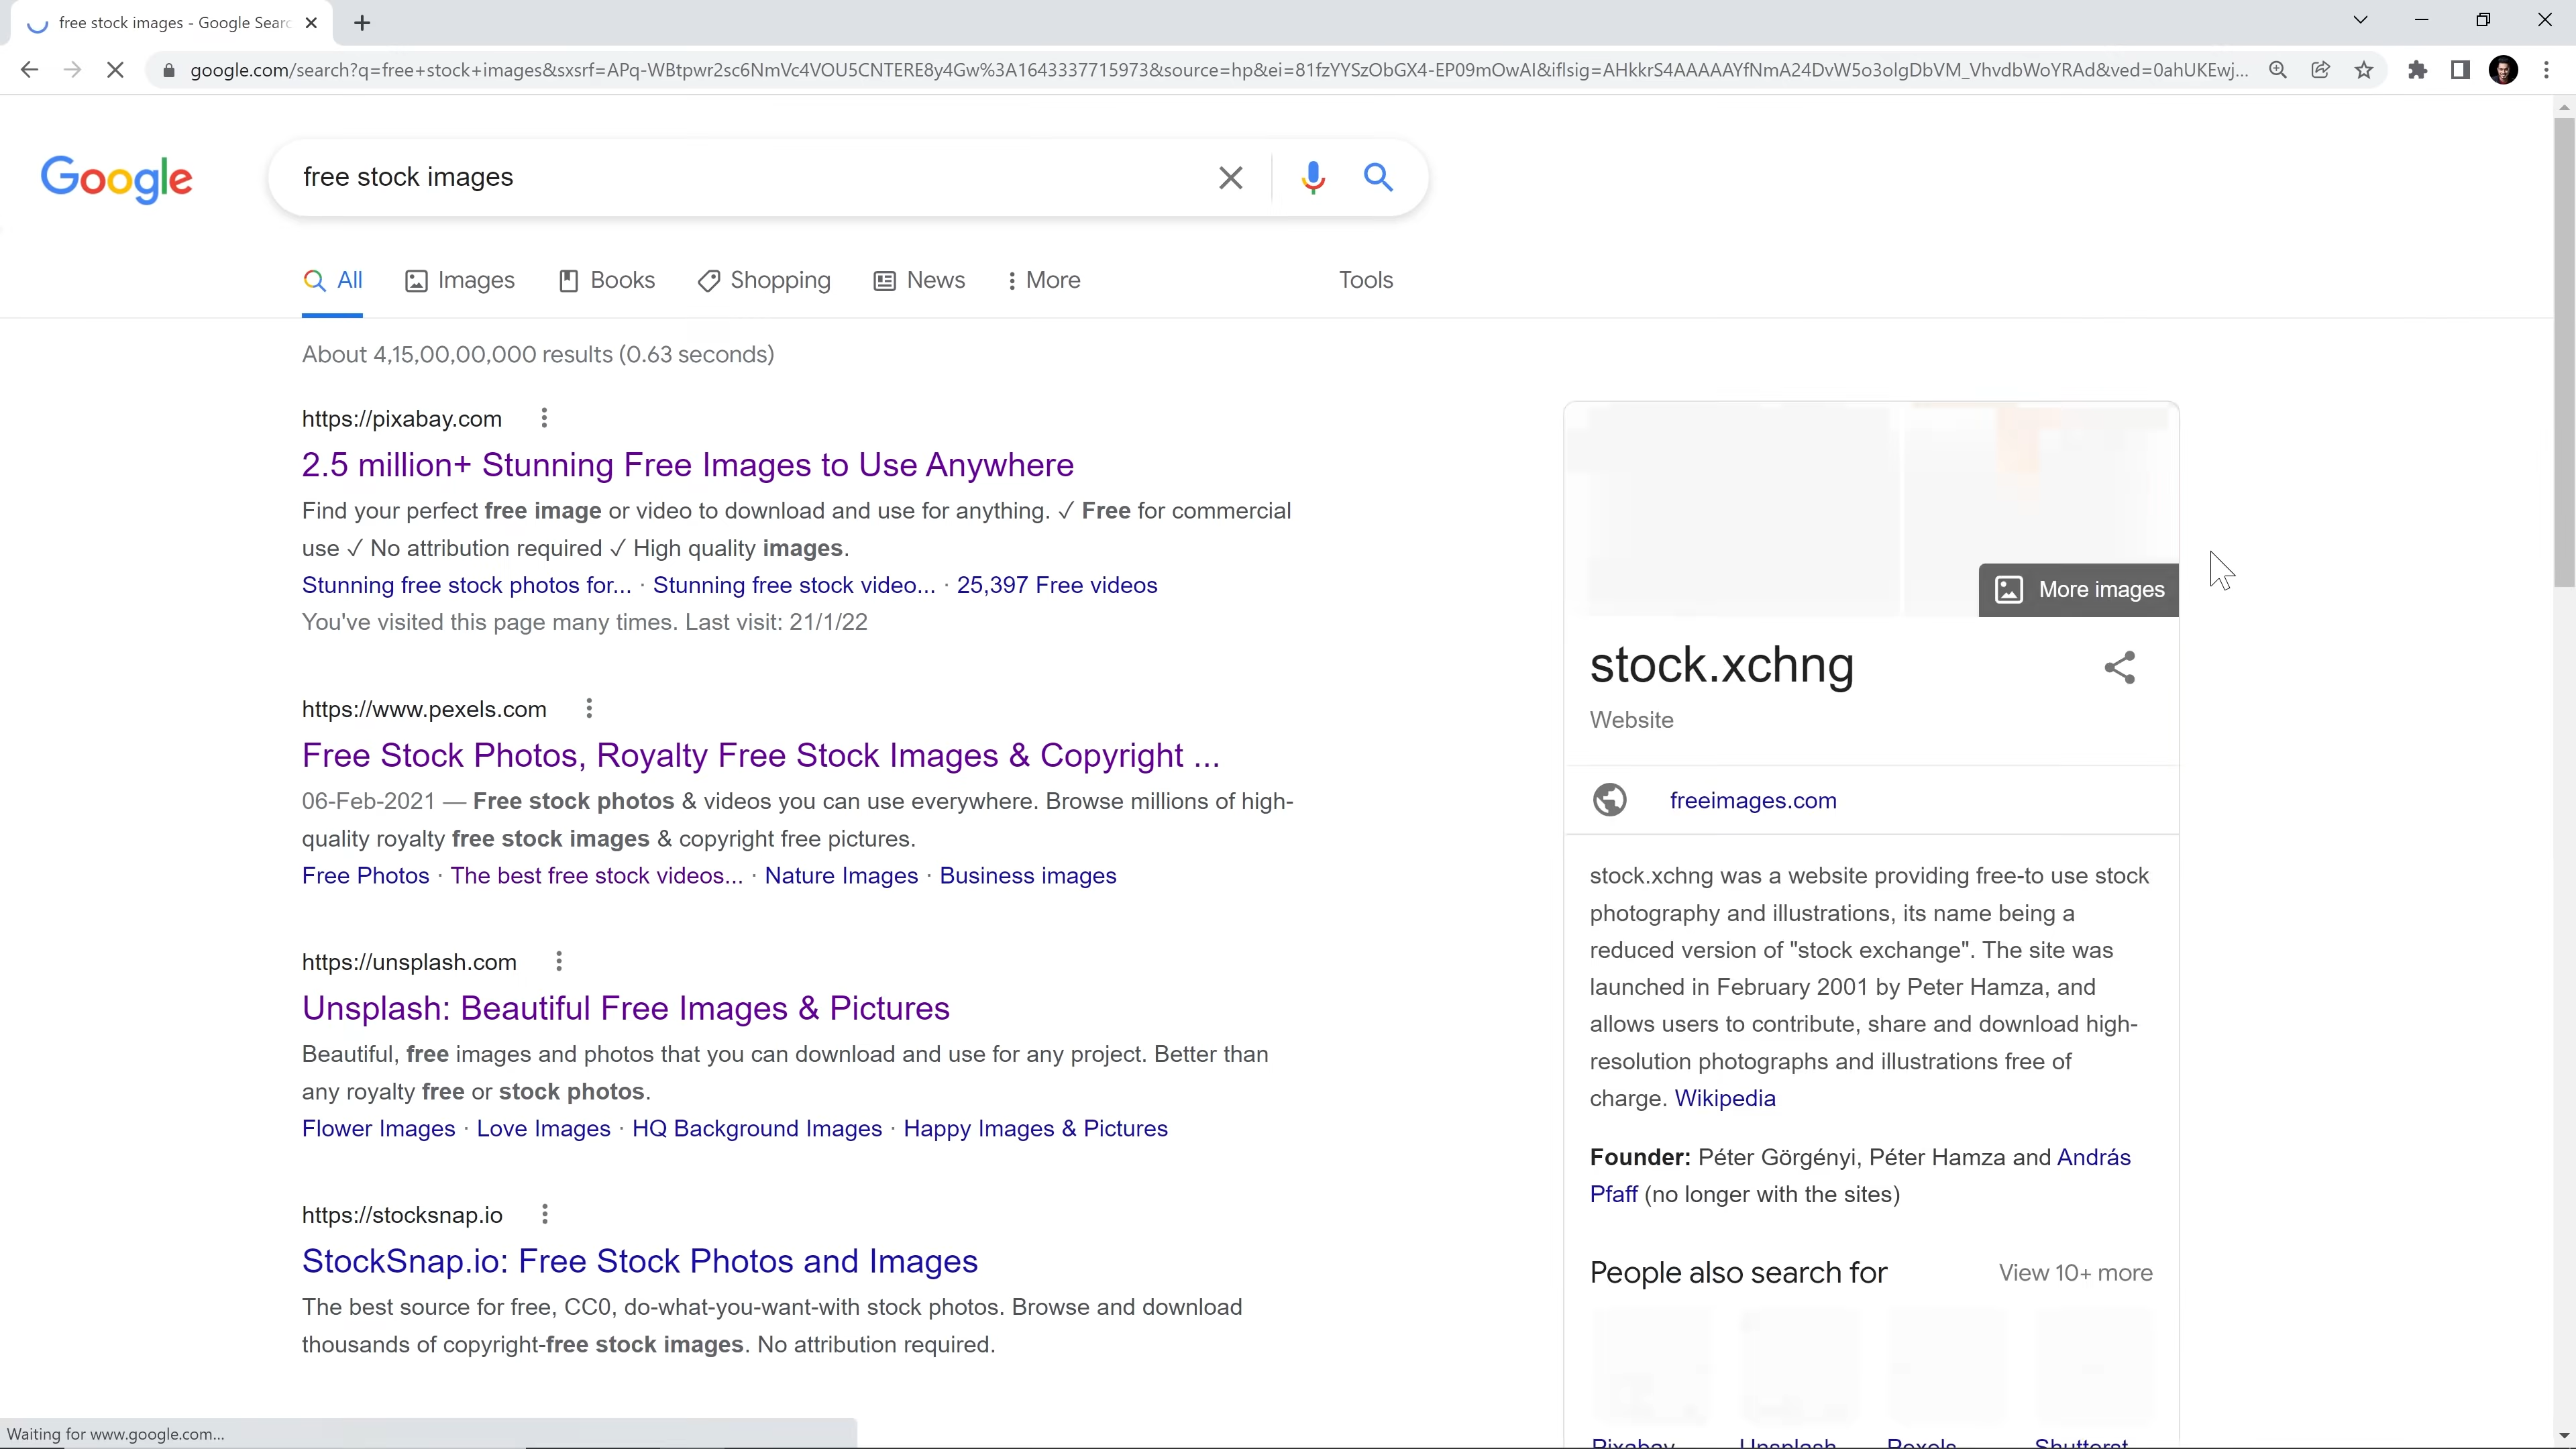 free stock images - Google Searc
google.com/search?q=free+stock+images&sxsrf=APq-WBtpwr2sc6NmVc4VOU5CNTERE8y4Gw%3A1643337715973&source=hp&ei=81fzYYSzObGX4-EP09mOwAI&iflsig=AHkkrS4AAAAAYfNmA24DvW5o3olgDbVM_VhvdbWoYRAd&ved=0ahUKEwj...
Google
free stock images
All Images Books Shopping News More Tools
About 4,15,00,00,000 results (0.63 seconds)
https://pixabay.com
2.5 million+ Stunning Free Images to Use Anywhere
Find your perfect free image or video to download and use for anything. ✓ Free for commercial
use ✓ No attribution required ✓ High quality images.
Stunning free stock photos for... · Stunning free stock video... · 25,397 Free videos
You've visited this page many times. Last visit: 21/1/22
https://www.pexels.com
Free Stock Photos, Royalty Free Stock Images & Copyright ...
06-Feb-2021 — Free stock photos & videos you can use everywhere. Browse millions of high-
quality royalty free stock images & copyright free pictures.
Free Photos · The best free stock videos... · Nature Images · Business images
https://unsplash.com
Unsplash: Beautiful Free Images & Pictures
Beautiful, free images and photos that you can download and use for any project. Better than
any royalty free or stock photos.
Flower Images · Love Images · HQ Background Images · Happy Images & Pictures
https://stocksnap.io
StockSnap.io: Free Stock Photos and Images
The best source for free, CC0, do-what-you-want-with stock photos. Browse and download
thousands of copyright-free stock images. No attribution required.
More images
stock.xchng
Website
freeimages.com
stock.xchng was a website providing free-to use stock
photography and illustrations, its name being a
reduced version of "stock exchange". The site was
launched in February 2001 by Peter Hamza, and
allows users to contribute, share and download high-
resolution photographs and illustrations free of
charge. Wikipedia
Founder: Péter Görgényi, Péter Hamza and András
Pfaff (no longer with the sites)
People also search for View 10+ more
Pixabay Unsplash Pexels Shutterst
Waiting for www.google.com...